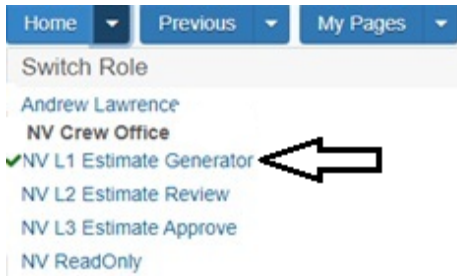 Home Previous My Pages
Switch Role
Andrew Lawrence
NV Crew Office
NV L1 Estimate Generator
NV L2 Estimate Review
NV L3 Estimate Approve
NV ReadOnly